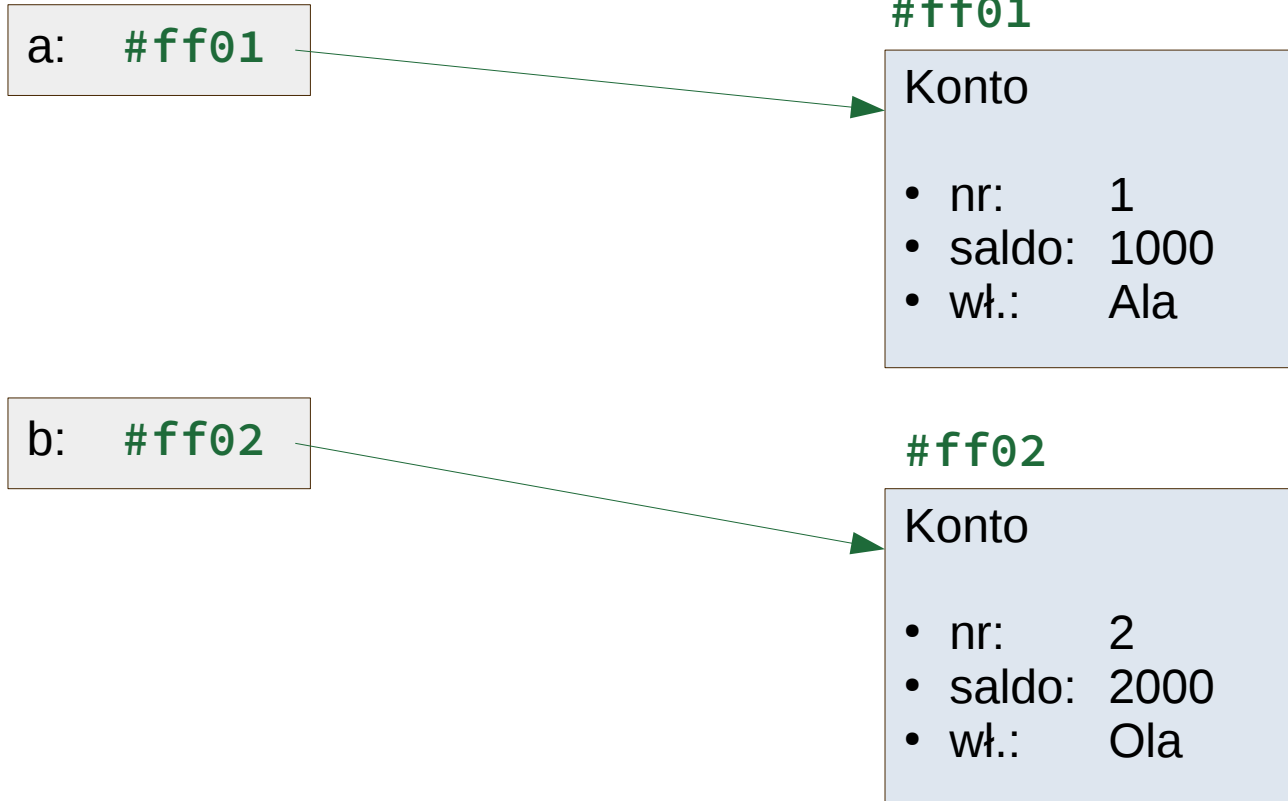 #ff01
a: #ff01
Konto
• nr: 1
• saldo: 1000
• wł.: Ala
b: #ff02
#ff02
Konto
• nr: 2
• saldo: 2000
• wł.: Ola